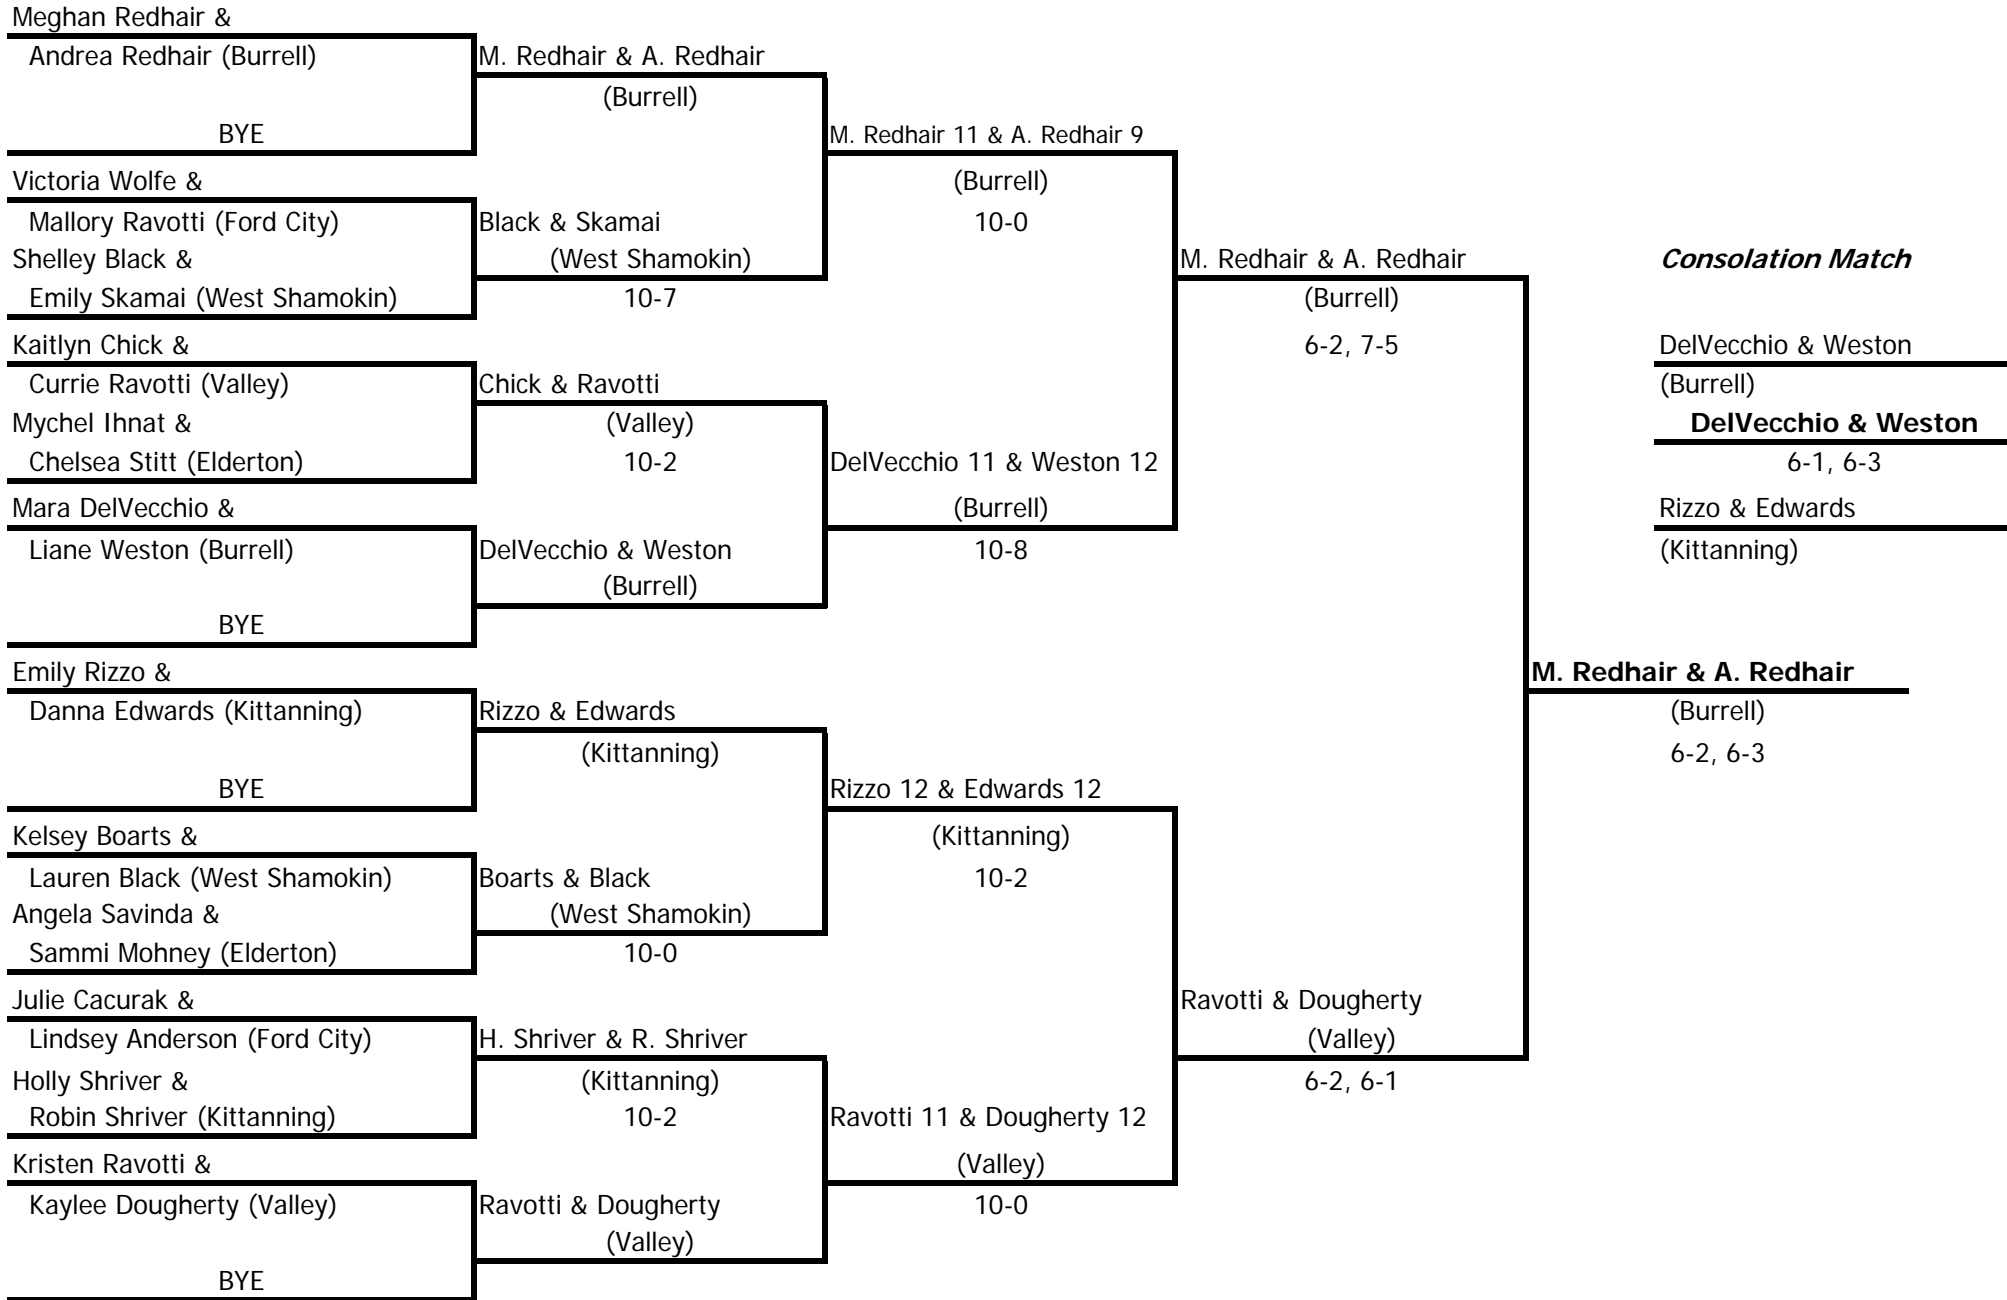 Meghan Redhair &
Andrea Redhair (Burrell)
BYE
Victoria Wolfe &
Mallory Ravotti (Ford City)
Shelley Black &
Emily Skamai (West Shamokin)
Kaitlyn Chick &
Currie Ravotti (Valley)
Mychel Ihnat &
Chelsea Stitt (Elderton)
Mara DelVecchio &
Liane Weston (Burrell)
BYE
Emily Rizzo &
Danna Edwards (Kittanning)
BYE
Kelsey Boarts &
Lauren Black (West Shamokin)
Angela Savinda &
Sammi Mohney (Elderton)
Julie Cacurak &
Lindsey Anderson (Ford City)
Holly Shriver &
Robin Shriver (Kittanning)
Kristen Ravotti &
Kaylee Dougherty (Valley)
BYE
M. Redhair & A. Redhair
(Burrell)
Black & Skamai
(West Shamokin)
10-7
Chick & Ravotti
(Valley)
10-2
DelVecchio & Weston
(Burrell)
Rizzo & Edwards
(Kittanning)
Boarts & Black
(West Shamokin)
10-0
H. Shriver & R. Shriver
(Kittanning)
10-2
Ravotti & Dougherty
(Valley)
M. Redhair 11 & A. Redhair 9
(Burrell)
10-0
DelVecchio 11 & Weston 12
(Burrell)
10-8
Rizzo 12 & Edwards 12
(Kittanning)
10-2
Ravotti 11 & Dougherty 12
(Valley)
10-0
M. Redhair & A. Redhair
(Burrell)
6-2, 7-5
Ravotti & Dougherty
(Valley)
6-2, 6-1
M. Redhair & A. Redhair
(Burrell)
6-2, 6-3
Consolation Match
DelVecchio & Weston
(Burrell)
DelVecchio & Weston
6-1, 6-3
Rizzo & Edwards
(Kittanning)